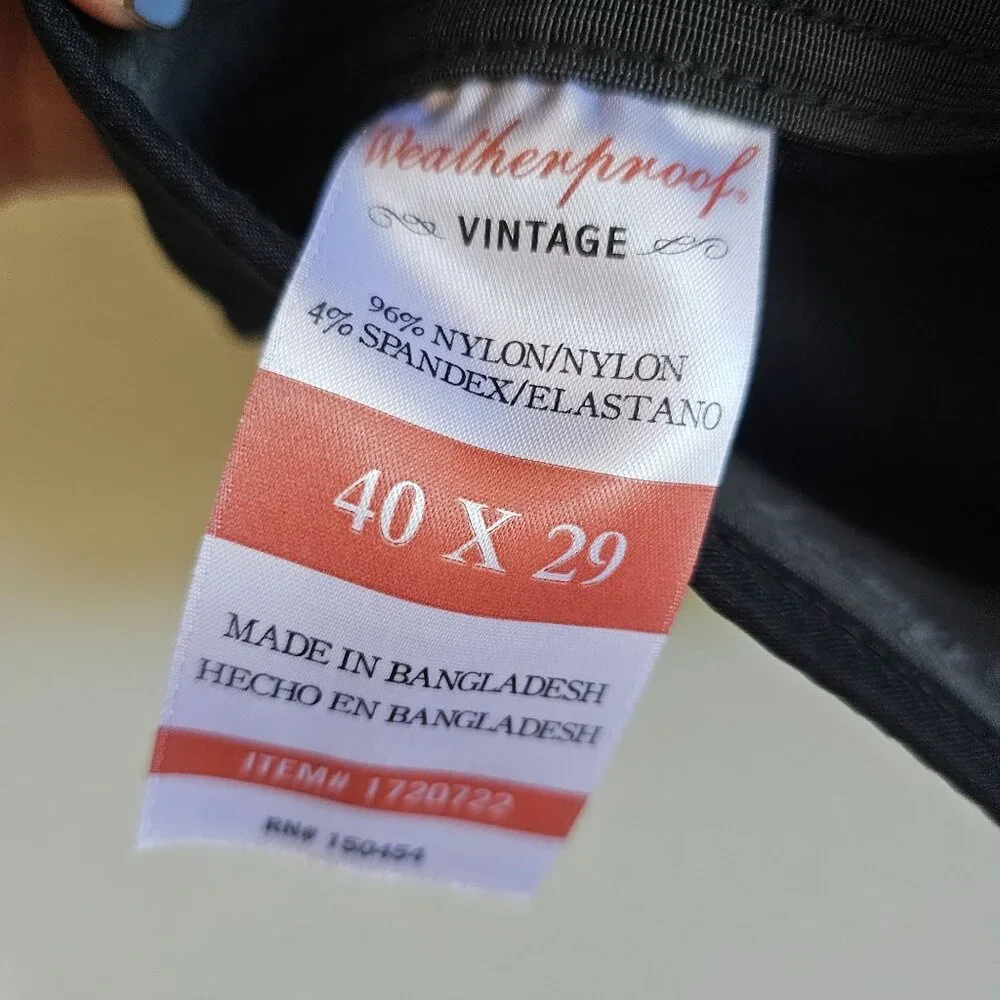 Weatherproof®
VINTAGE
96% NYLON/NYLON
4% SPANDEX/ELASTANO
40 X 29
MADE IN BANGLADESH
HECHO EN BANGLADESH
ITEM# 1720722
RN# 150454